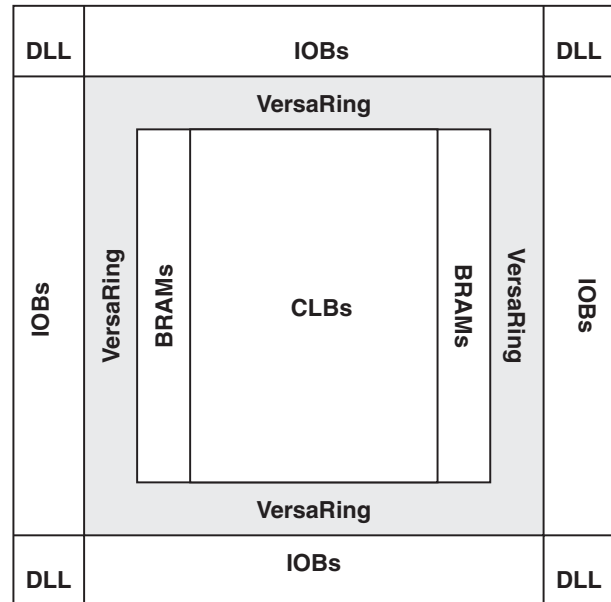 DLL
IOBs
DLL
VersaRing
IOBs
VersaRing
BRAMs
CLBs
BRAMs
VersaRing
IOBs
VersaRing
DLL
IOBs
DLL